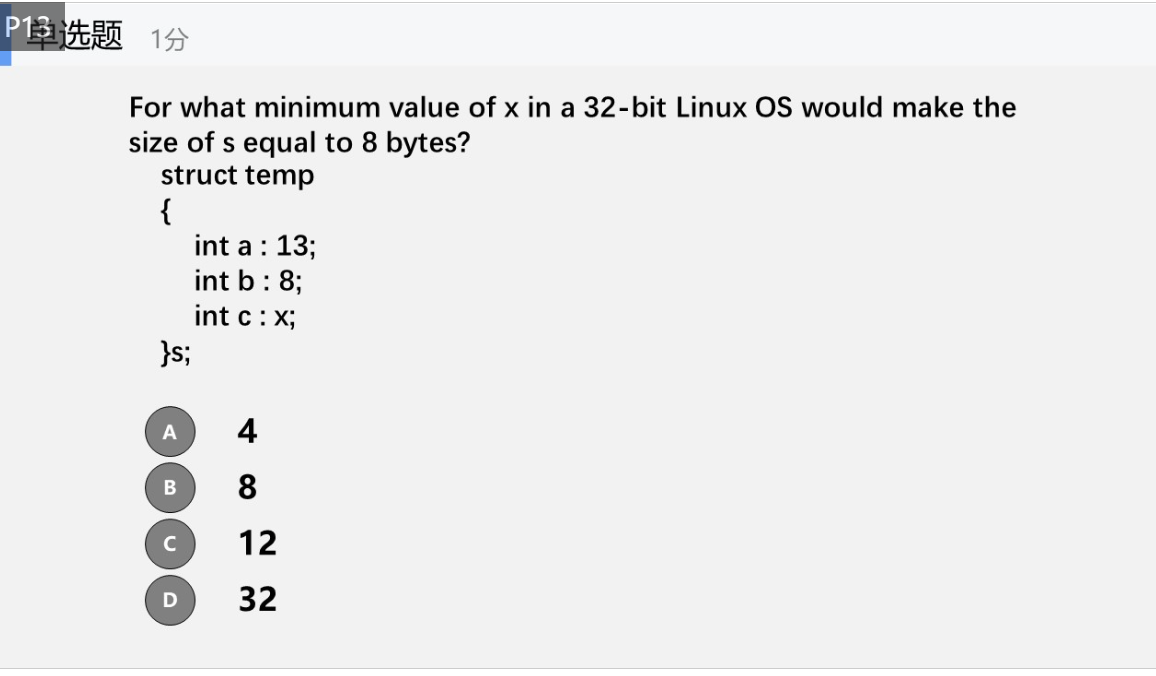 P13
单选题 1分
For what minimum value of x in a 32-bit Linux OS would make the
size of s equal to 8 bytes?
struct temp
{
int a : 13;
int b : 8;
int c : x;
}s;
A 4
B 8
C 12
D 32